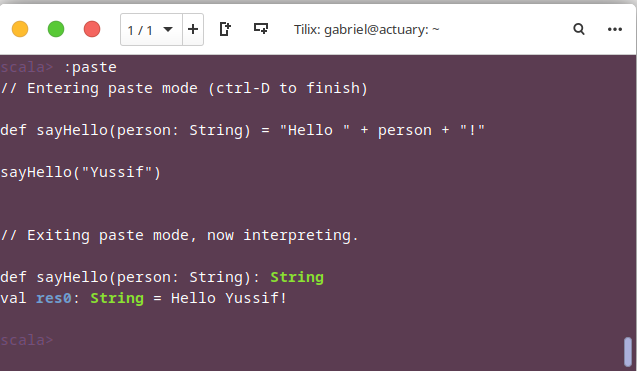 1 / 1
Tilix: gabriel@actuary: ~
scala> :paste
// Entering paste mode (ctrl-D to finish)
def sayHello(person: String) = "Hello " + person + "!"
sayHello("Yussif")
// Exiting paste mode, now interpreting.
def sayHello(person: String): String
val res0: String = Hello Yussif!
scala>